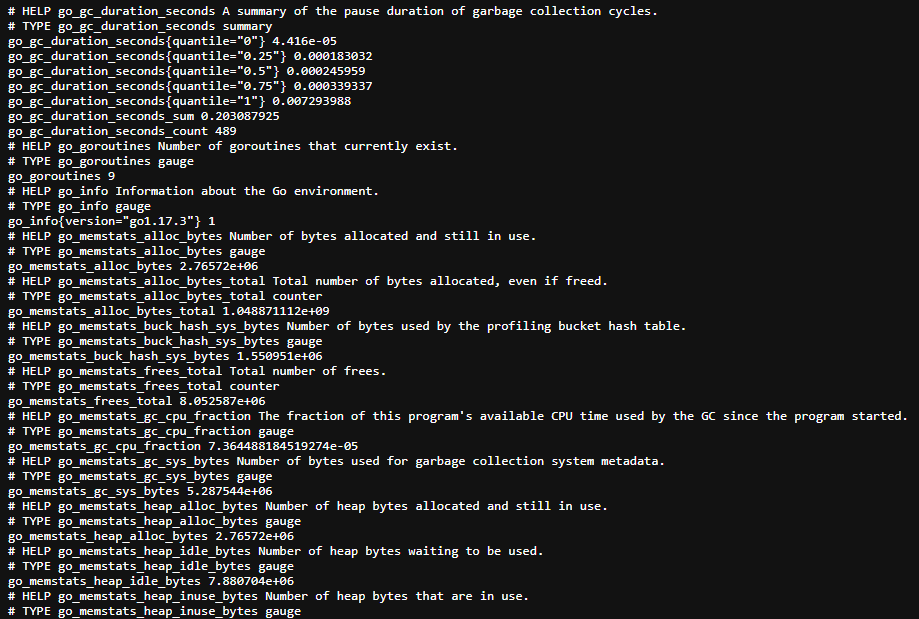 # HELP go_gc_duration_seconds A summary of the pause duration of garbage collection cycles.
# TYPE go_gc_duration_seconds summary
go_gc_duration_seconds{quantile="0"} 4.416e-05
go_gc_duration_seconds{quantile="0.25"} 0.000183032
go_gc_duration_seconds{quantile="0.5"} 0.000245959
go_gc_duration_seconds{quantile="0.75"} 0.000339337
go_gc_duration_seconds{quantile="1"} 0.007293988
go_gc_duration_seconds_sum 0.203087925
go_gc_duration_seconds_count 489
# HELP go_goroutines Number of goroutines that currently exist.
# TYPE go_goroutines gauge
go_goroutines 9
# HELP go_info Information about the Go environment.
# TYPE go_info gauge
go_info{version="go1.17.3"} 1
# HELP go_memstats_alloc_bytes Number of bytes allocated and still in use.
# TYPE go_memstats_alloc_bytes gauge
go_memstats_alloc_bytes 2.76572e+06
# HELP go_memstats_alloc_bytes_total Total number of bytes allocated, even if freed.
# TYPE go_memstats_alloc_bytes_total counter
go_memstats_alloc_bytes_total 1.048871112e+09
# HELP go_memstats_buck_hash_sys_bytes Number of bytes used by the profiling bucket hash table.
# TYPE go_memstats_buck_hash_sys_bytes gauge
go_memstats_buck_hash_sys_bytes 1.550951e+06
# HELP go_memstats_frees_total Total number of frees.
# TYPE go_memstats_frees_total counter
go_memstats_frees_total 8.052587e+06
# HELP go_memstats_gc_cpu_fraction The fraction of this program's available CPU time used by the GC since the program started.
# TYPE go_memstats_gc_cpu_fraction gauge
go_memstats_gc_cpu_fraction 7.364488184519274e-05
# HELP go_memstats_gc_sys_bytes Number of bytes used for garbage collection system metadata.
# TYPE go_memstats_gc_sys_bytes gauge
go_memstats_gc_sys_bytes 5.287544e+06
# HELP go_memstats_heap_alloc_bytes Number of heap bytes allocated and still in use.
# TYPE go_memstats_heap_alloc_bytes gauge
go_memstats_heap_alloc_bytes 2.76572e+06
# HELP go_memstats_heap_idle_bytes Number of heap bytes waiting to be used.
# TYPE go_memstats_heap_idle_bytes gauge
go_memstats_heap_idle_bytes 7.880704e+06
# HELP go_memstats_heap_inuse_bytes Number of heap bytes that are in use.
# TYPE go_memstats_heap_inuse_bytes gauge